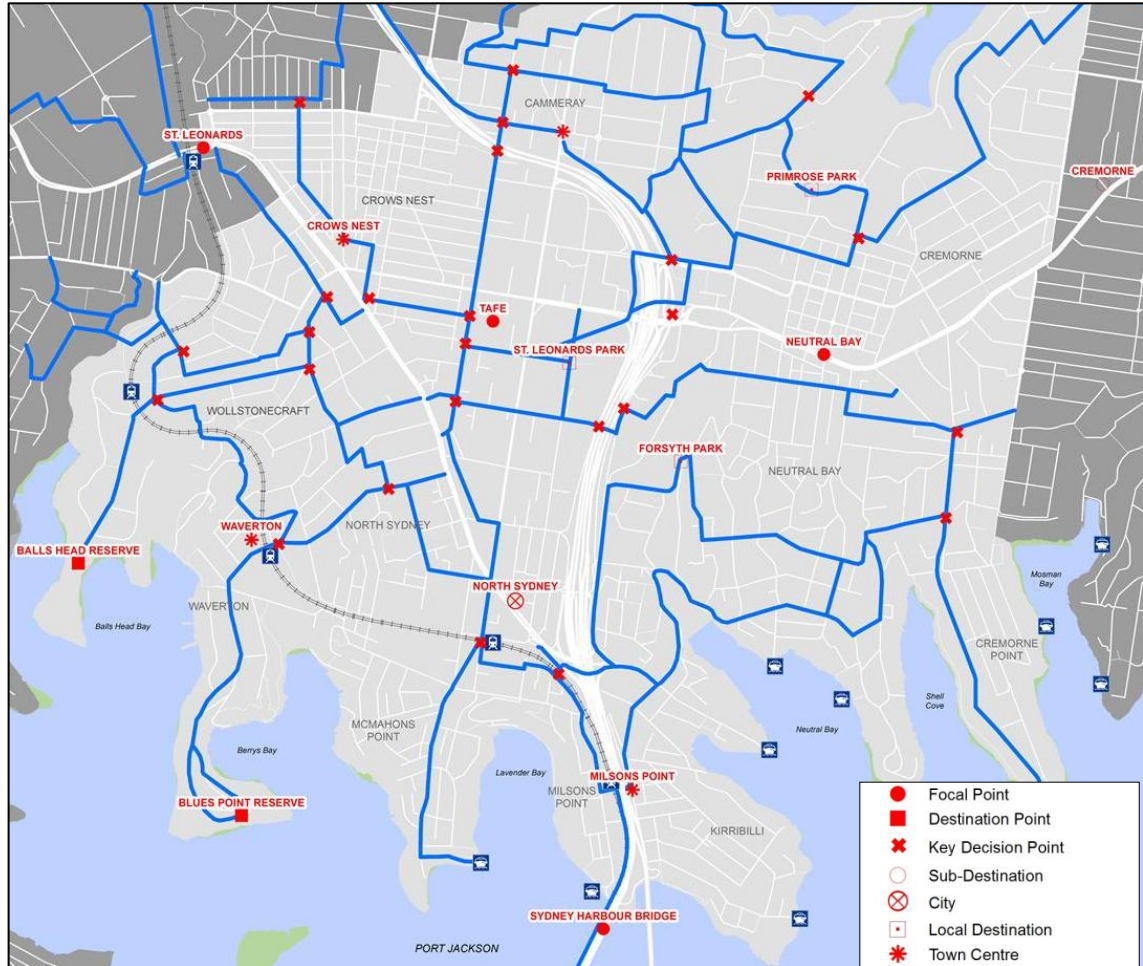 CAMMERAY
ST. LEONARDS
PRIMROSE PARK
CREMORNE
CROWS NEST
CROWS NEST
CREMORNE
TAFE
NEUTRAL BAY
ST. LEONARDS PARK
WOLLSTONECRAFT
FORSYTH PARK
NEUTRAL BAY
WAVERTON
NORTH SYDNEY
BALLS HEAD RESERVE
Mosman
Bay
NORTH SYDNEY
WAVERTON
Balls Head Bay
CREMORNE
POINT
Shell
Cove
MCMAHONS
POINT
Neutral Bay
Berrys Bay
Lavender Bay
MILSONS POINT
MILSONS
POINT
BLUES POINT RESERVE
KIRRIBILLI
SYDNEY HARBOUR BRIDGE
PORT JACKSON
Focal Point
Destination Point
Key Decision Point
Sub-Destination
City
Local Destination
Town Centre